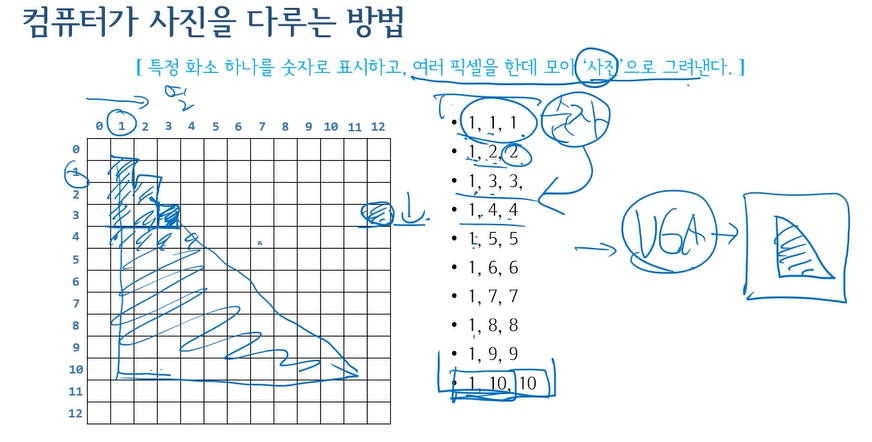 컴퓨터가 사진을 다루는 방법
[ 특정 화소 하나를 숫자로 표시하고, 여러 픽셀을 한데 모아 '사진'으로 그려낸다. ]
열
0 1 2 3 4 5 6 7 8 9 10 11 12
0
1
2
3
4
5
6
7
8
9
10
11
12
• 1, 1, 1
• 1, 2, 2
• 1, 3, 3,
• 1, 4, 4
• 1, 5, 5
• 1, 6, 6
• 1, 7, 7
• 1, 8, 8
• 1, 9, 9
• 1, 10, 10
숫자
VGA